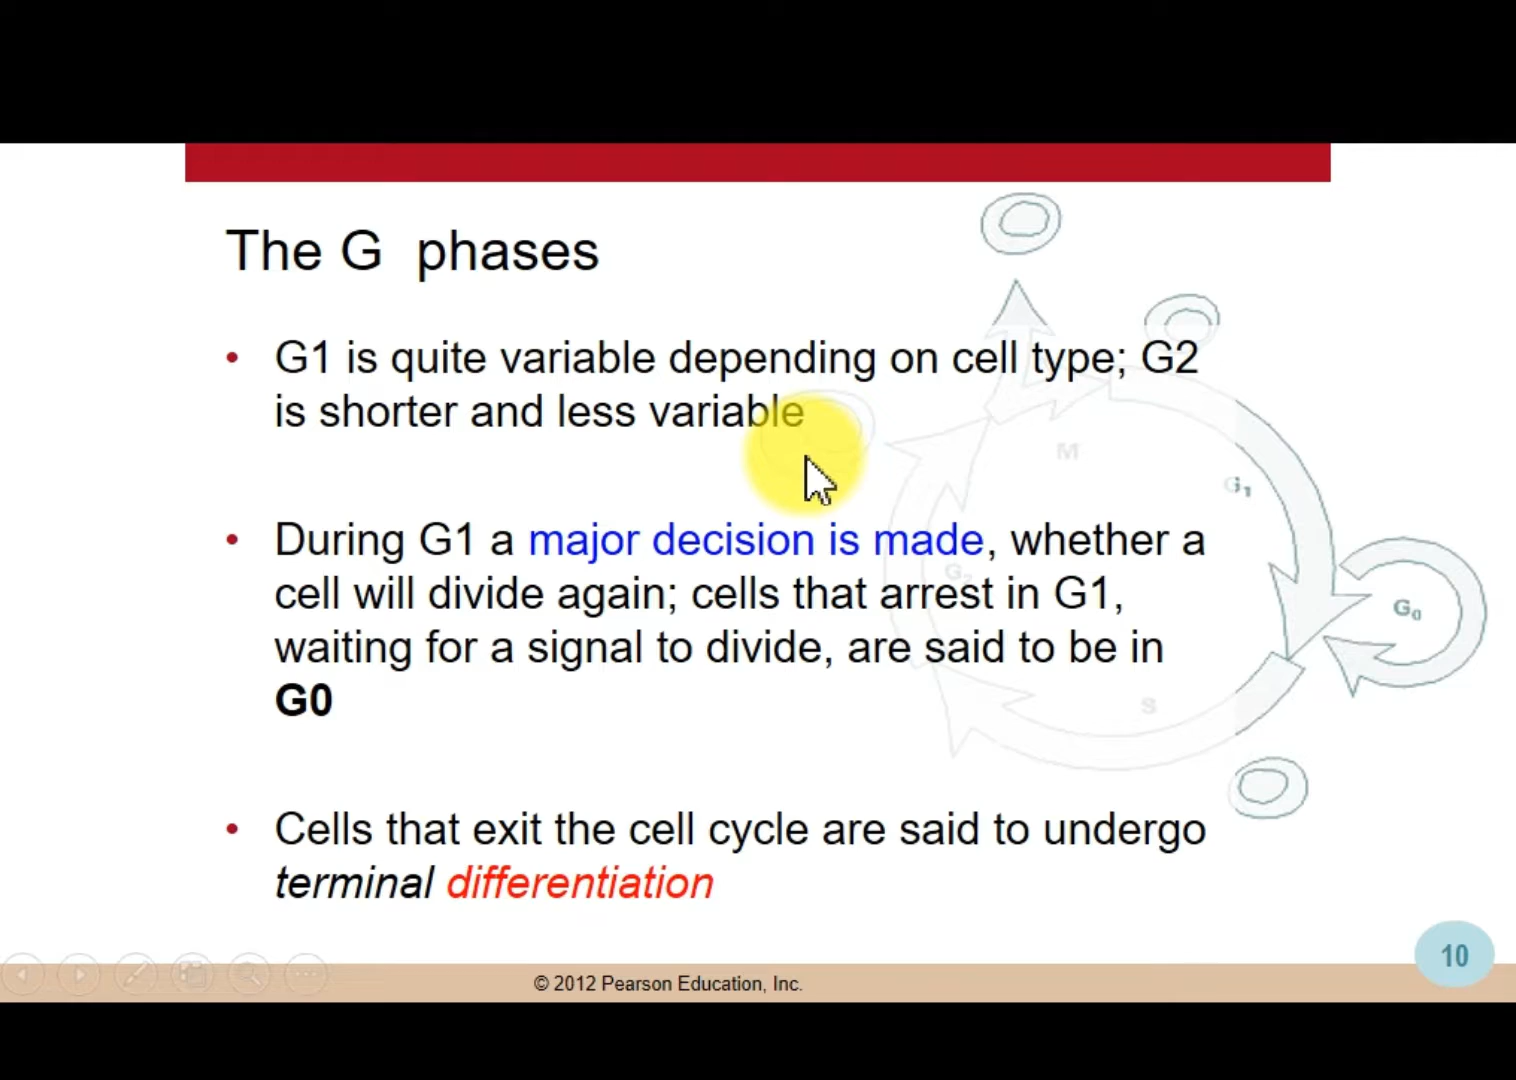 The G phases
• G1 is quite variable depending on cell type; G2
is shorter and less variable
• During G1 a major decision is made, whether a
cell will divide again; cells that arrest in G1,
waiting for a signal to divide, are said to be in
G0
• Cells that exit the cell cycle are said to undergo
terminal differentiation
M
G₁
G₂
G₀
S
10
© 2012 Pearson Education, Inc.